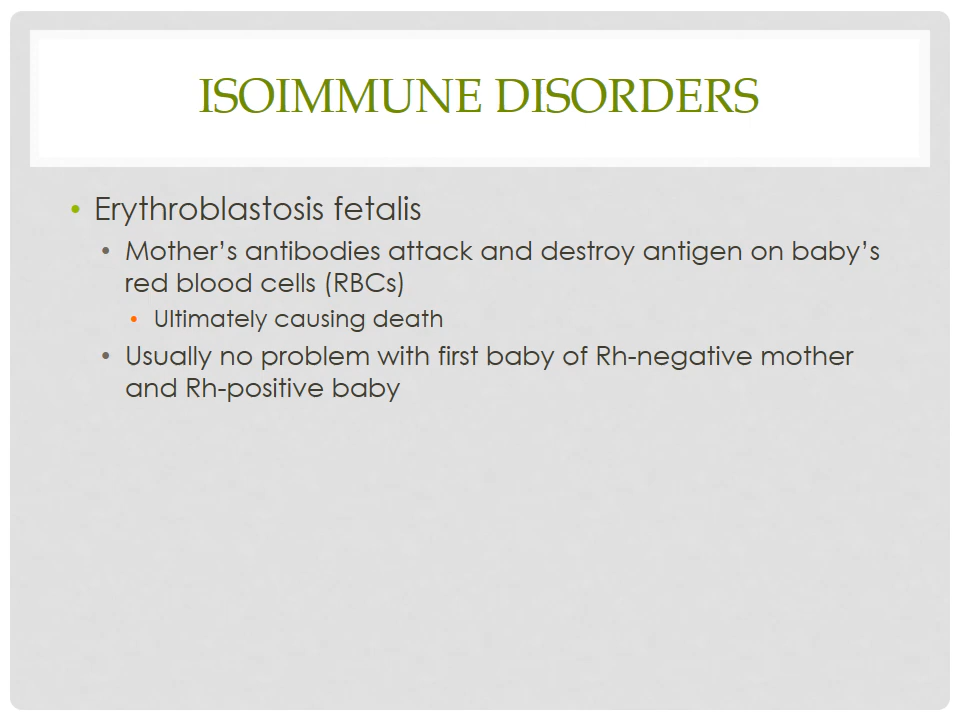 ISOIMMUNE DISORDERS
• Erythroblastosis fetalis
• Mother’s antibodies attack and destroy antigen on baby’s
red blood cells (RBCs)
• Ultimately causing death
• Usually no problem with first baby of Rh-negative mother
and Rh-positive baby